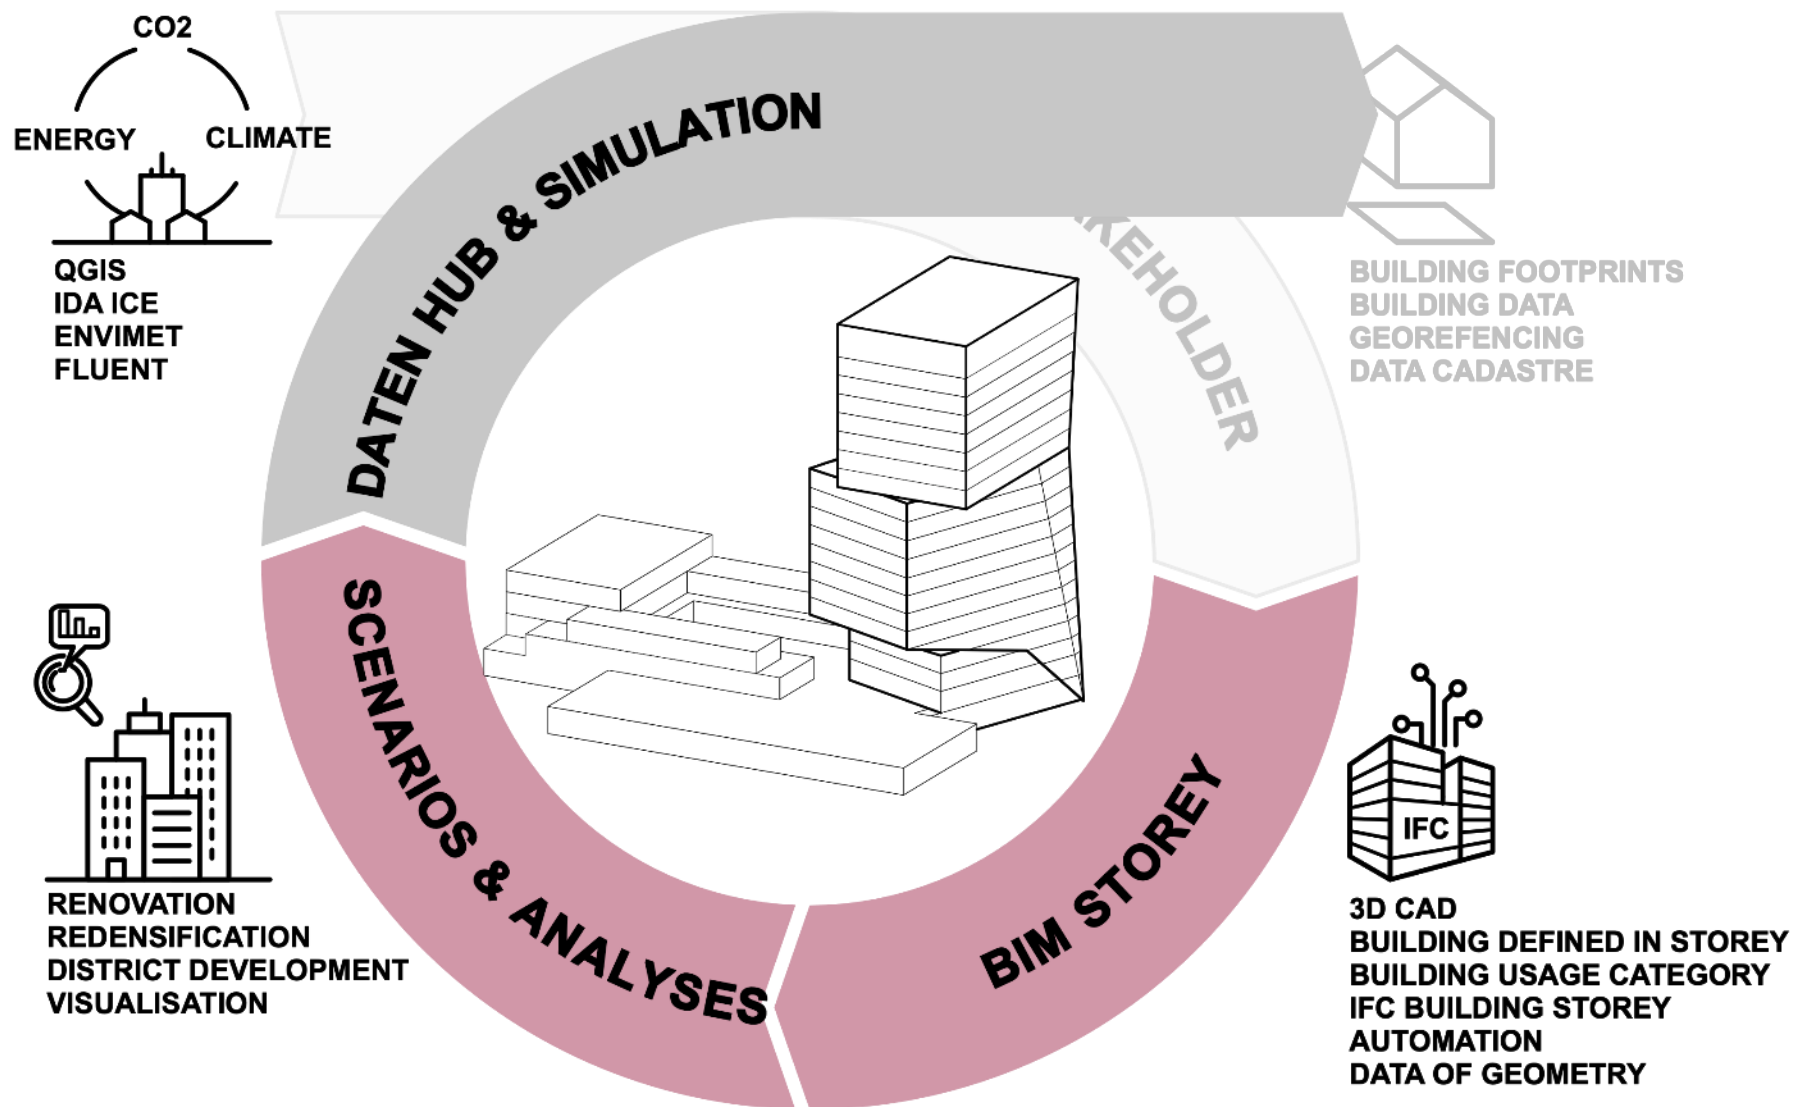 CO2
ENERGY
CLIMATE
QGIS
IDA ICE
ENVIMET
FLUENT
DATEN HUB & SIMULATION
KEHOLDER
BUILDING FOOTPRINTS
BUILDING DATA
GEOREFENCING
DATA CADASTRE
SCENARIOS & ANALYSES
BIM STOREY
RENOVATION
REDENSIFICATION
DISTRICT DEVELOPMENT
VISUALISATION
IFC
3D CAD
BUILDING DEFINED IN STOREY
BUILDING USAGE CATEGORY
IFC BUILDING STOREY
AUTOMATION
DATA OF GEOMETRY